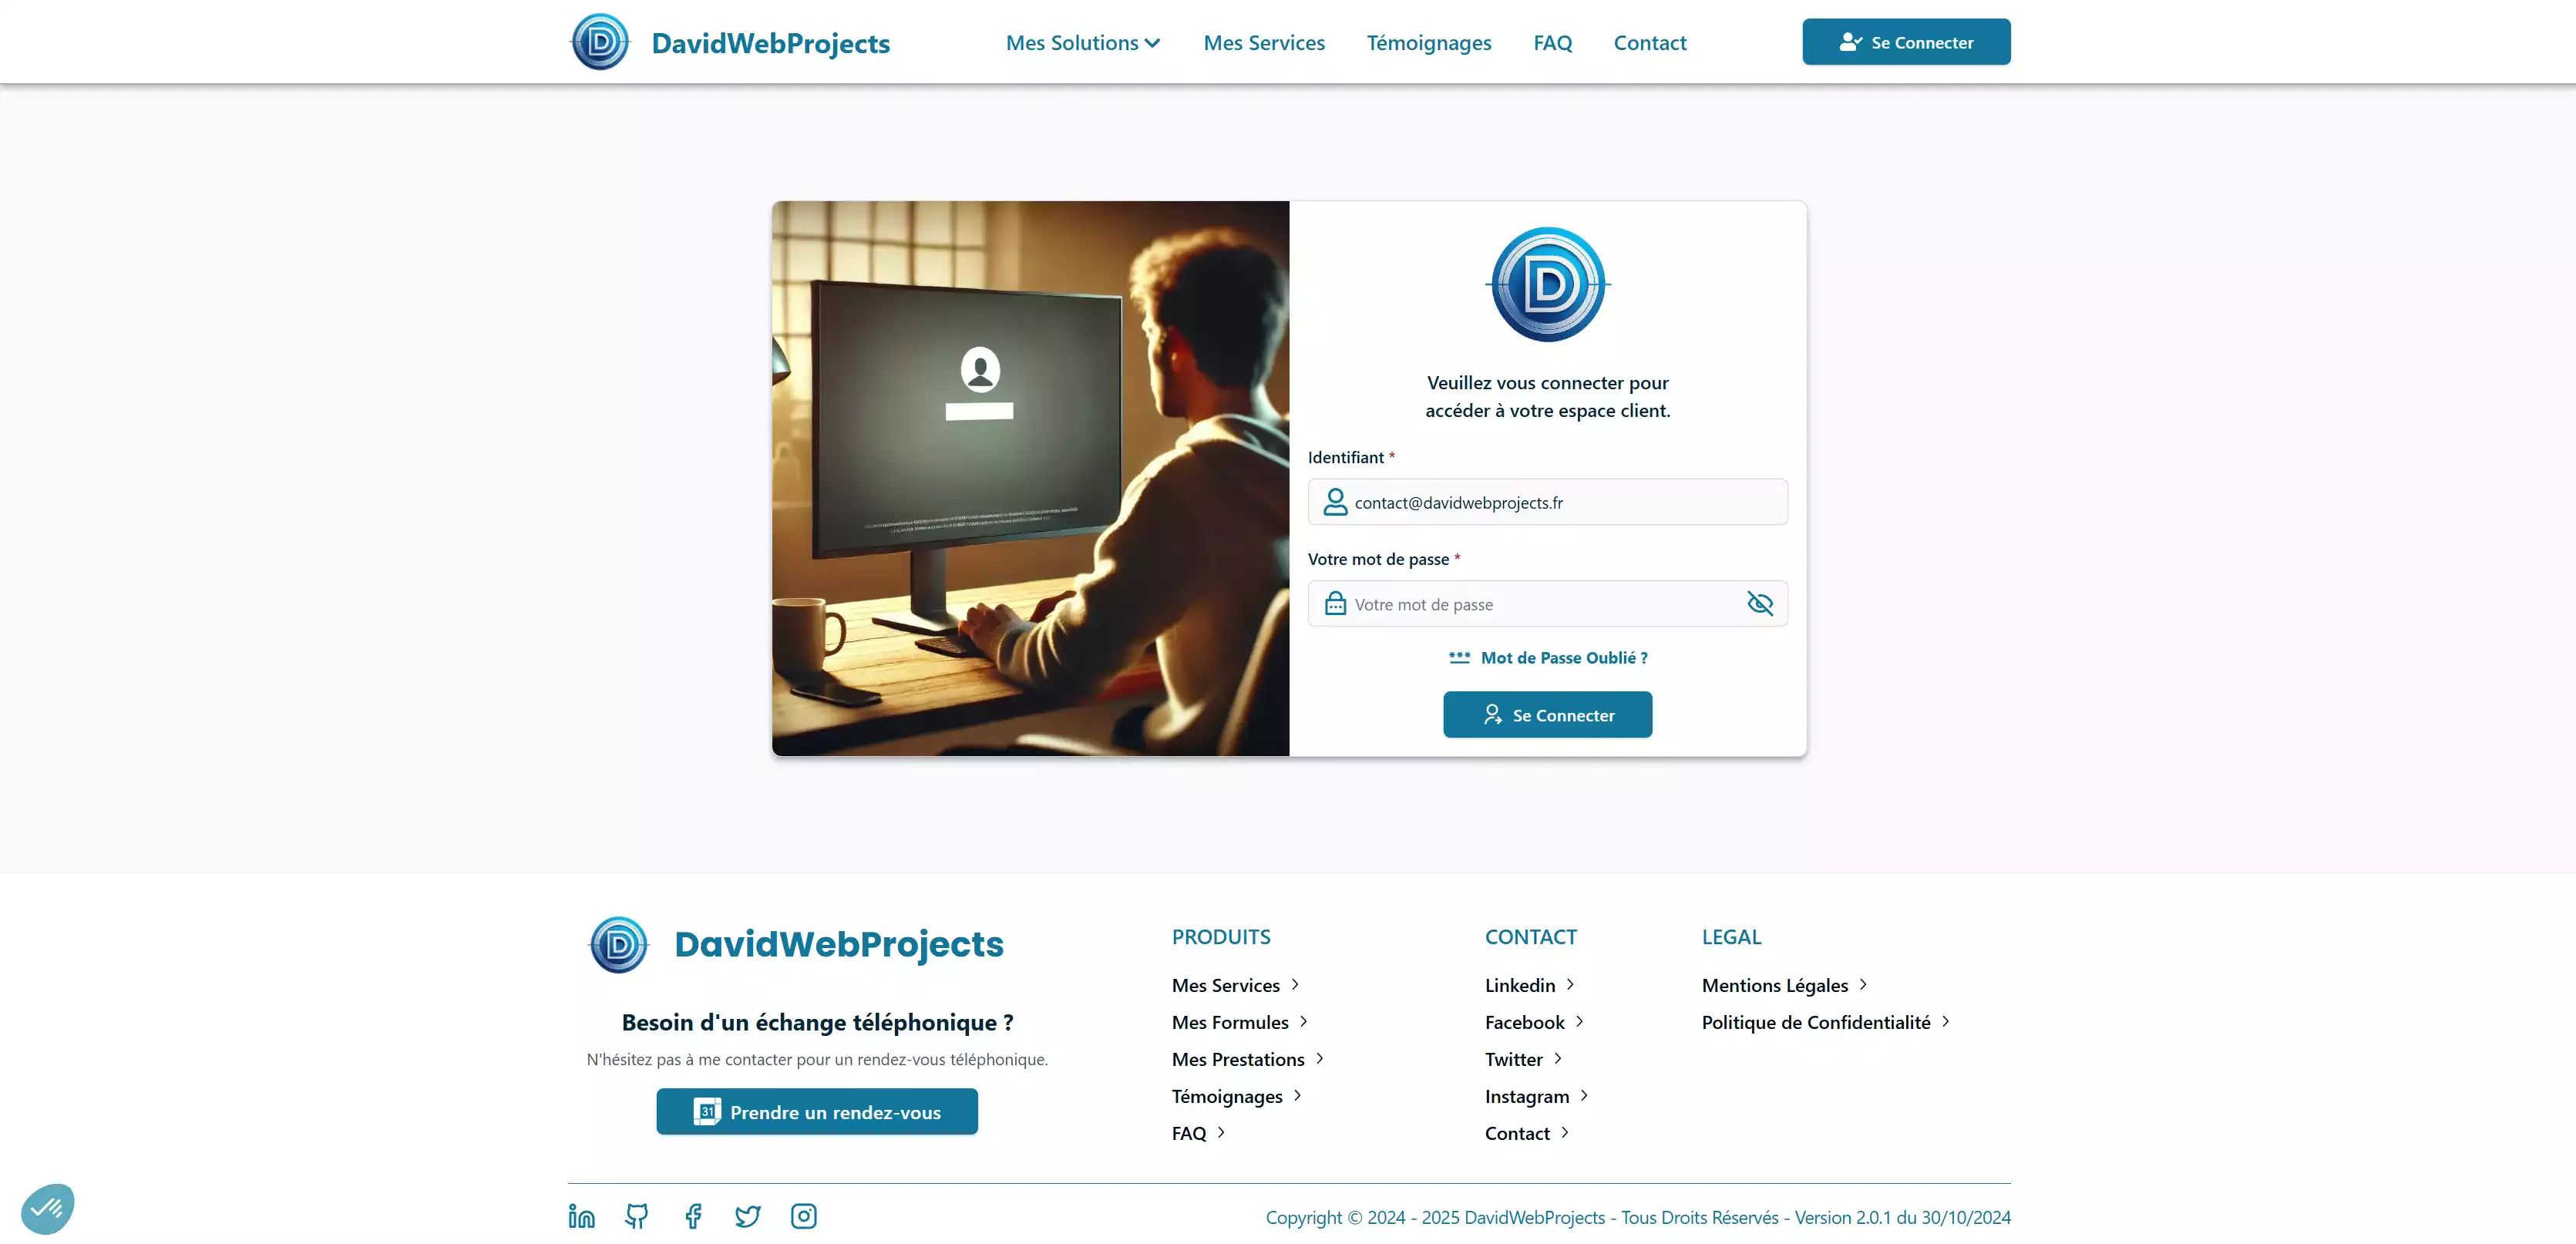 DavidWebProjects
Mes Solutions
Mes Services
Témoignages
FAQ
Contact
Se Connecter
Veuillez vous connecter pour
accéder à votre espace client.
Identifiant *
contact@davidwebprojects.fr
Votre mot de passe *
Votre mot de passe
*** Mot de Passe Oublié ?
Se Connecter
DavidWebProjects
Besoin d'un échange téléphonique ?
N'hésitez pas à me contacter pour un rendez-vous téléphonique.
31 Prendre un rendez-vous
PRODUITS
Mes Services
Mes Formules
Mes Prestations
Témoignages
FAQ
CONTACT
Linkedin
Facebook
Twitter
Instagram
Contact
LEGAL
Mentions Légales
Politique de Confidentialité
Copyright © 2024 - 2025 DavidWebProjects - Tous Droits Réservés - Version 2.0.1 du 30/10/2024